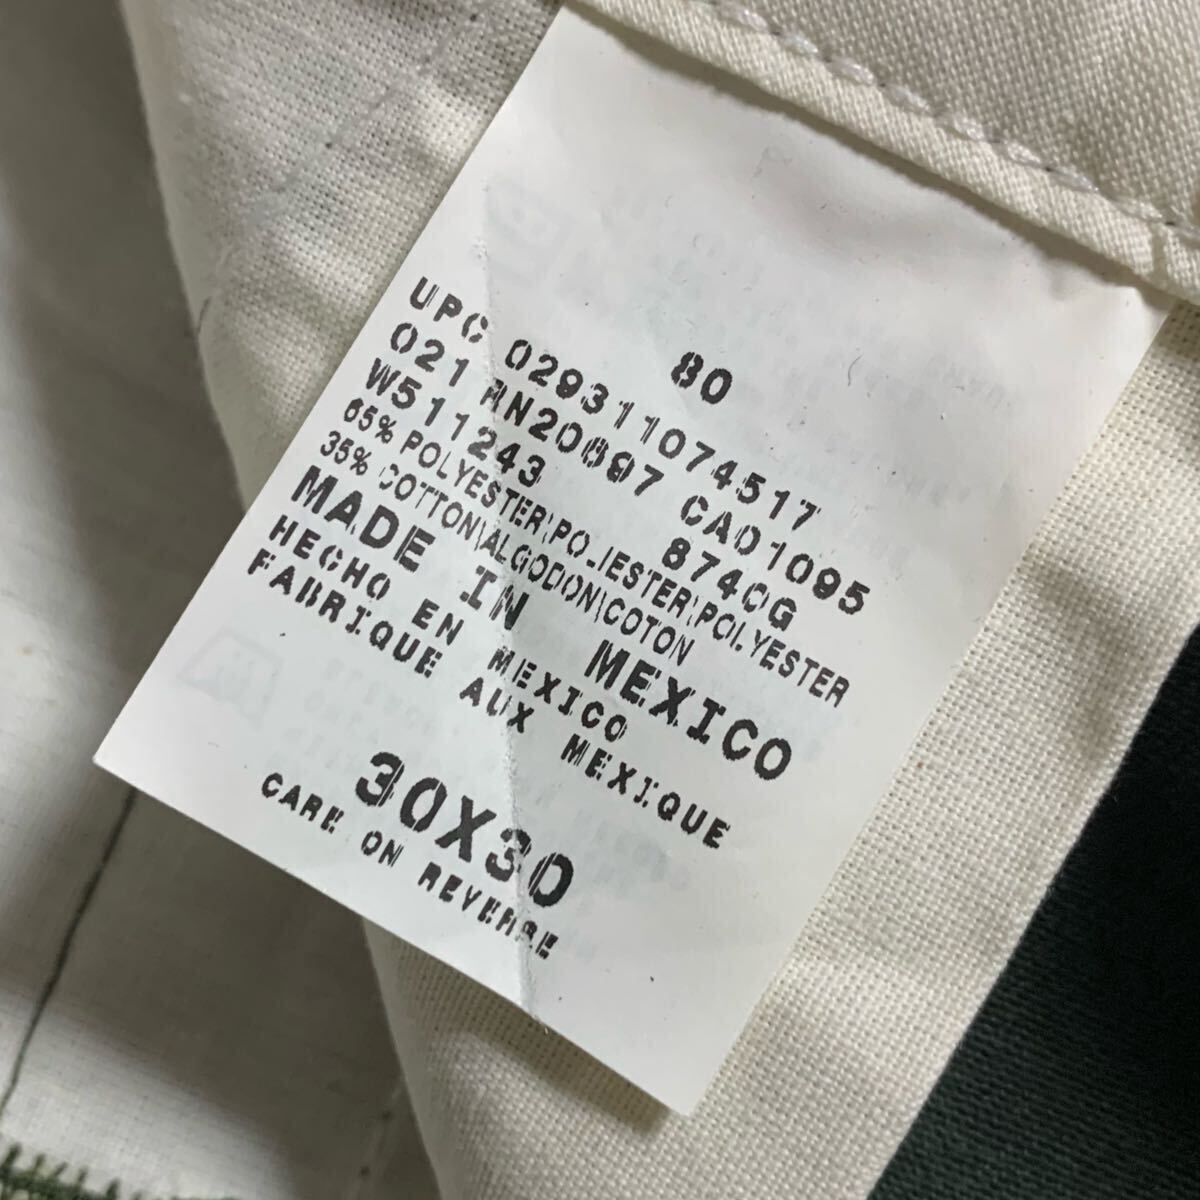 80
UPC 029311074517
021 RN20697 CA01095
W511243 8740G
65% POLYESTER\POLIESTER\POLYESTER
35% COTTON\ALGODON\COTON
MADE IN MEXICO
HECHO EN MEXICO
FABRIQUE AUX MEXIQUE
30X30
CARE ON REVERSE